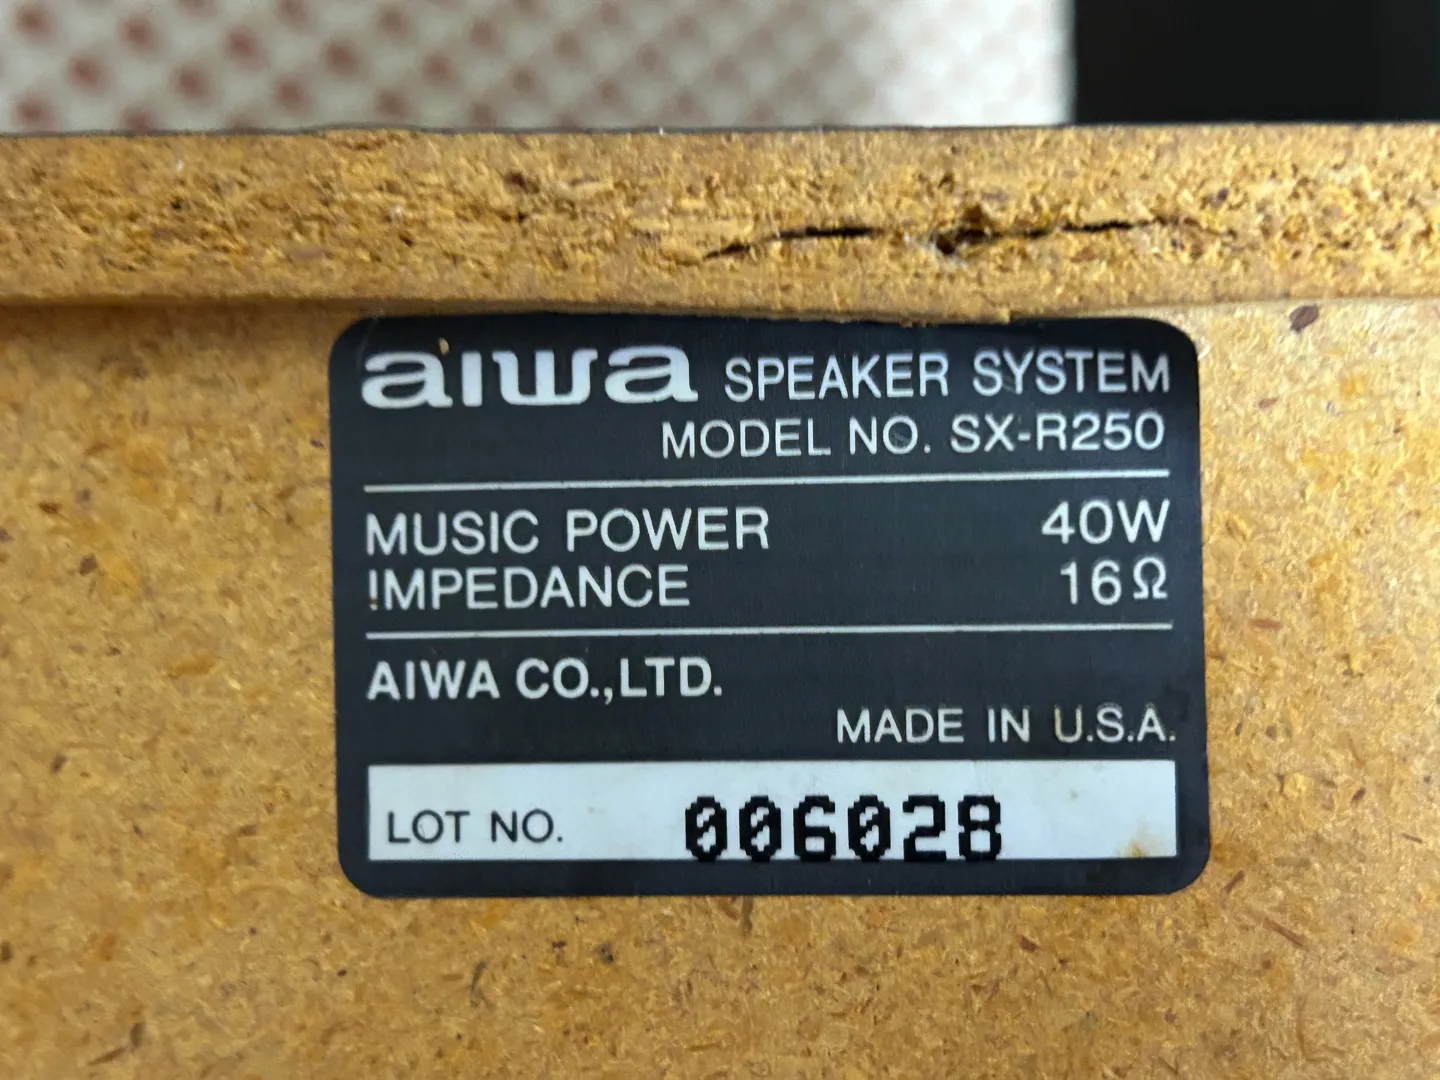 aiwa SPEAKER SYSTEM
MODEL NO. SX-R250
MUSIC POWER 40W
IMPEDANCE 16Ω
AIWA CO.,LTD.
MADE IN U.S.A.
LOT NO. 006028